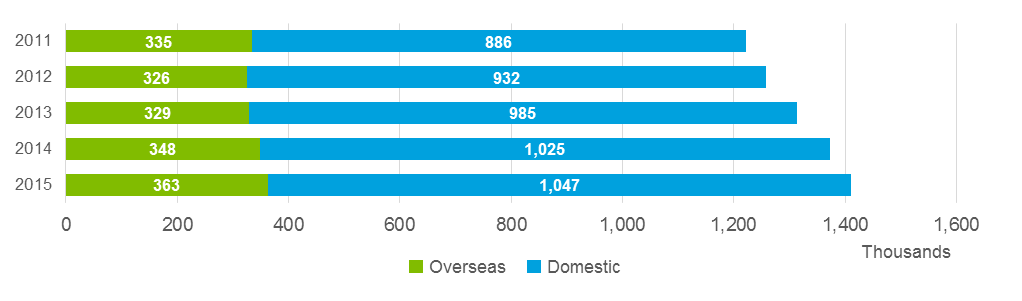 2011 335 886
2012 326 932
2013 329 985
2014 348 1,025
2015 363 1,047
0 200 400 600 800 1,000 1,200 1,400 1,600
Thousands
Overseas Domestic